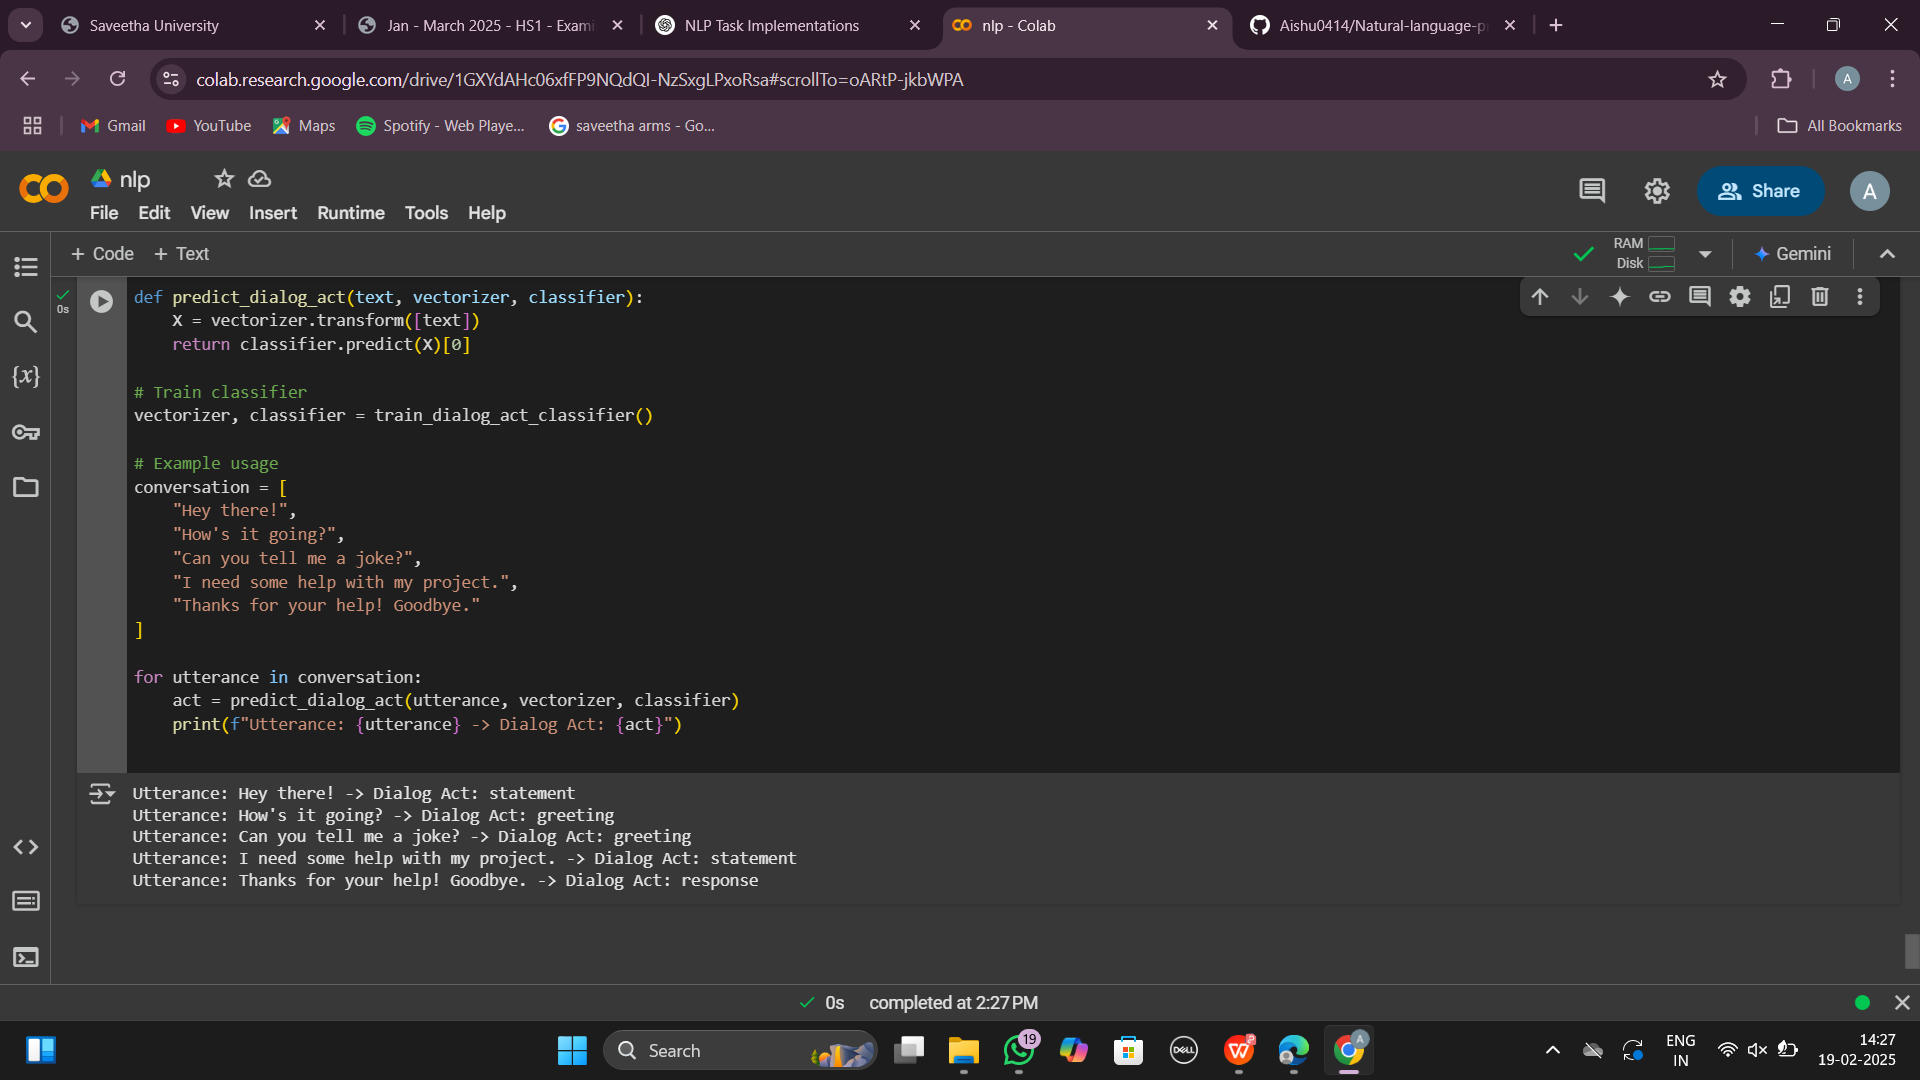 Saveetha University
Jan - March 2025 - HS1 - Exami
NLP Task Implementations
nlp - Colab
Aishu0414/Natural-language-p
colab.research.google.com/drive/1GXYdAHc06xfFP9NQdQI-NzSxgLPxoRsa#scrollTo=oARtP-jkbWPA
A
Gmail
YouTube
Maps
Spotify - Web Playe...
saveetha arms - Go...
All Bookmarks
nlp
File Edit View Insert Runtime Tools Help
Share
A
+ Code + Text
RAM
Disk
Gemini
0s
def predict_dialog_act(text, vectorizer, classifier):
    X = vectorizer.transform([text])
    return classifier.predict(X)[0]
# Train classifier
vectorizer, classifier = train_dialog_act_classifier()
# Example usage
conversation = [
    "Hey there!",
    "How's it going?",
    "Can you tell me a joke?",
    "I need some help with my project.",
    "Thanks for your help! Goodbye."
]
for utterance in conversation:
    act = predict_dialog_act(utterance, vectorizer, classifier)
    print(f"Utterance: {utterance} -> Dialog Act: {act}")
Utterance: Hey there! -> Dialog Act: statement
Utterance: How's it going? -> Dialog Act: greeting
Utterance: Can you tell me a joke? -> Dialog Act: greeting
Utterance: I need some help with my project. -> Dialog Act: statement
Utterance: Thanks for your help! Goodbye. -> Dialog Act: response
0s completed at 2:27 PM
Search
19
DELL
A
ENG
IN
14:27
19-02-2025